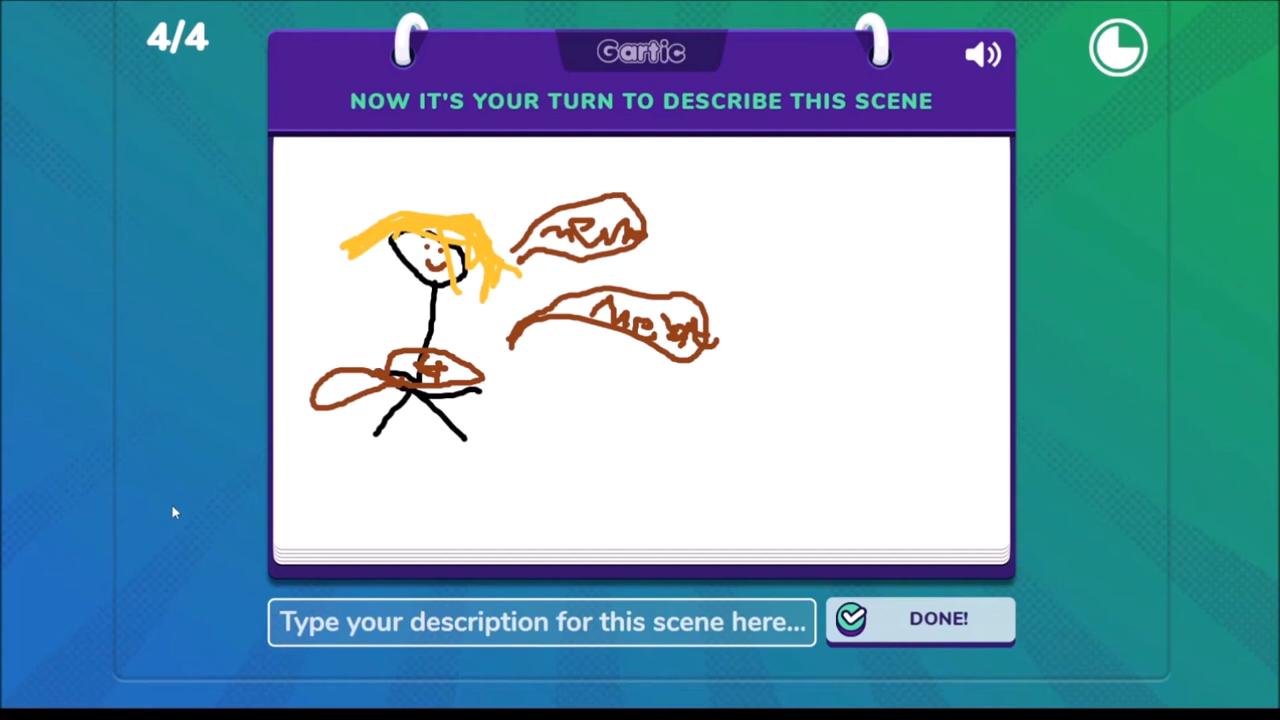 4/4
Gartic
NOW IT'S YOUR TURN TO DESCRIBE THIS SCENE
Type your description for this scene here...
DONE!